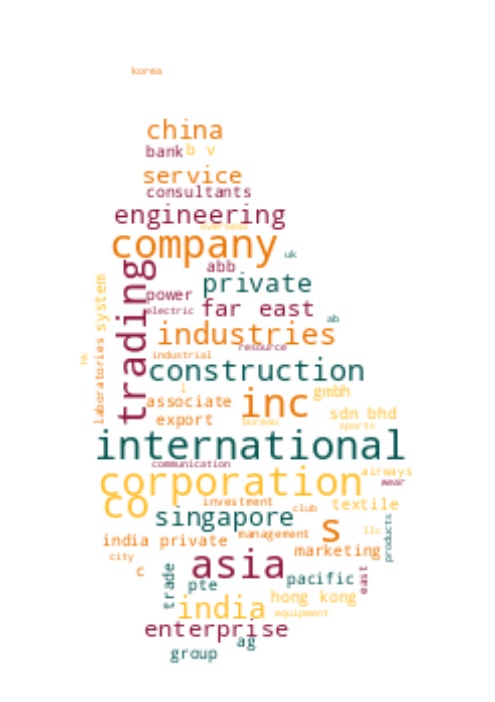 korea
china
bank b v
service
consultants
engineering
overseas
company
uk
abb
trading
system
private
power
far east
electric
ab
industries
resource
hk
industrial
laboratories
construction
l
gmbh
associate
inc
sdn bhd
export
bureau
sports
international
communication
airways
corporation
wear
co
investment
club
textile
singapore
s
llc
management
products
india private
marketing
city
asia
c
trade
pte
pacific
east
hong kong
india
equipment
enterprise
ag
group